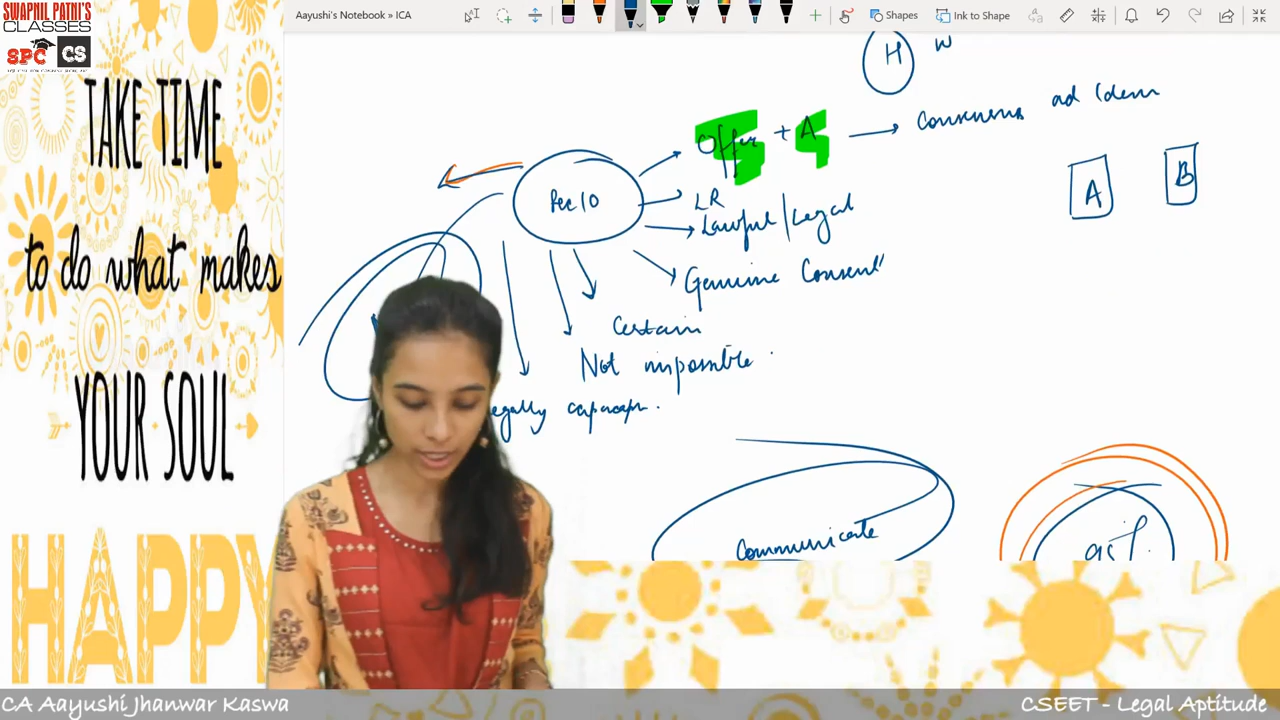 SWAPNIL PATNI'S
CLASSES
SPC CS
Aayushi's Notebook » ICA
Shapes
Ink to Shape
TAKE TIME
to do what makes
YOUR SOUL
HAPPY
H W
Offer + A → Consensus ad Idem
A B
Sec 10
LR
Lawful/Legal
Genuine Consent
Certain
Not impossible
egally
Communicate
act.
CA Aayushi Jhanwar Kaswa
CSEET - Legal Aptitude